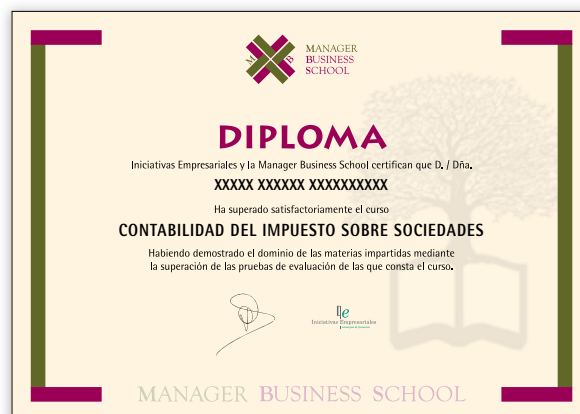 M B
MANAGER
BUSINESS
SCHOOL
DIPLOMA
Iniciativas Empresariales y la Manager Business School certifican que D. / Dña.
XXXXX XXXXXX XXXXXXXXXX
Ha superado satisfactoriamente el curso
CONTABILIDAD DEL IMPUESTO SOBRE SOCIEDADES
Habiendo demostrado el dominio de las materias impartidas mediante
la superación de las pruebas de evaluación de las que consta el curso.
Iniciativas Empresariales
MANAGER BUSINESS SCHOOL